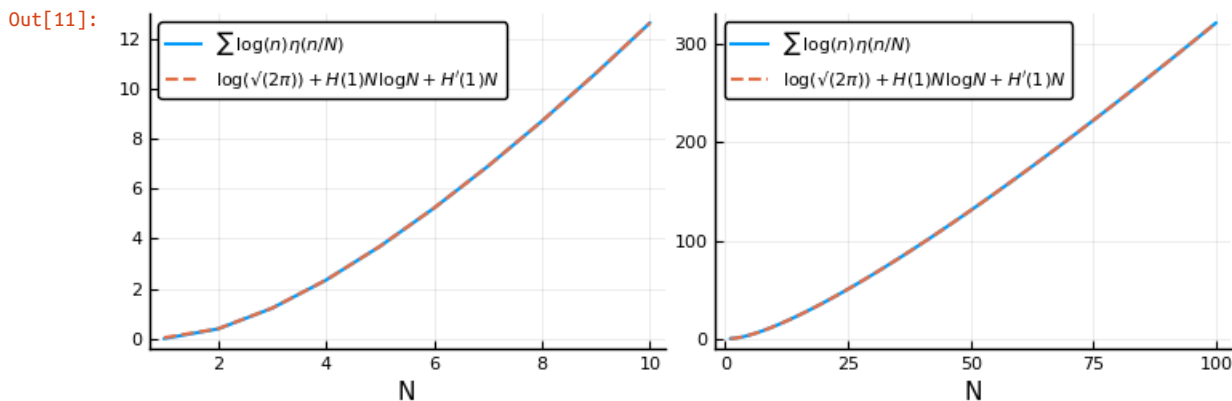 Out[11]:
∑ log(n)η(n/N)
log(√(2π)) + H(1)NlogN + H′(1)N
12
10
8
6
4
2
0
2 4 6 8 10
N
∑ log(n)η(n/N)
log(√(2π)) + H(1)NlogN + H′(1)N
300
200
100
0
0 25 50 75 100
N